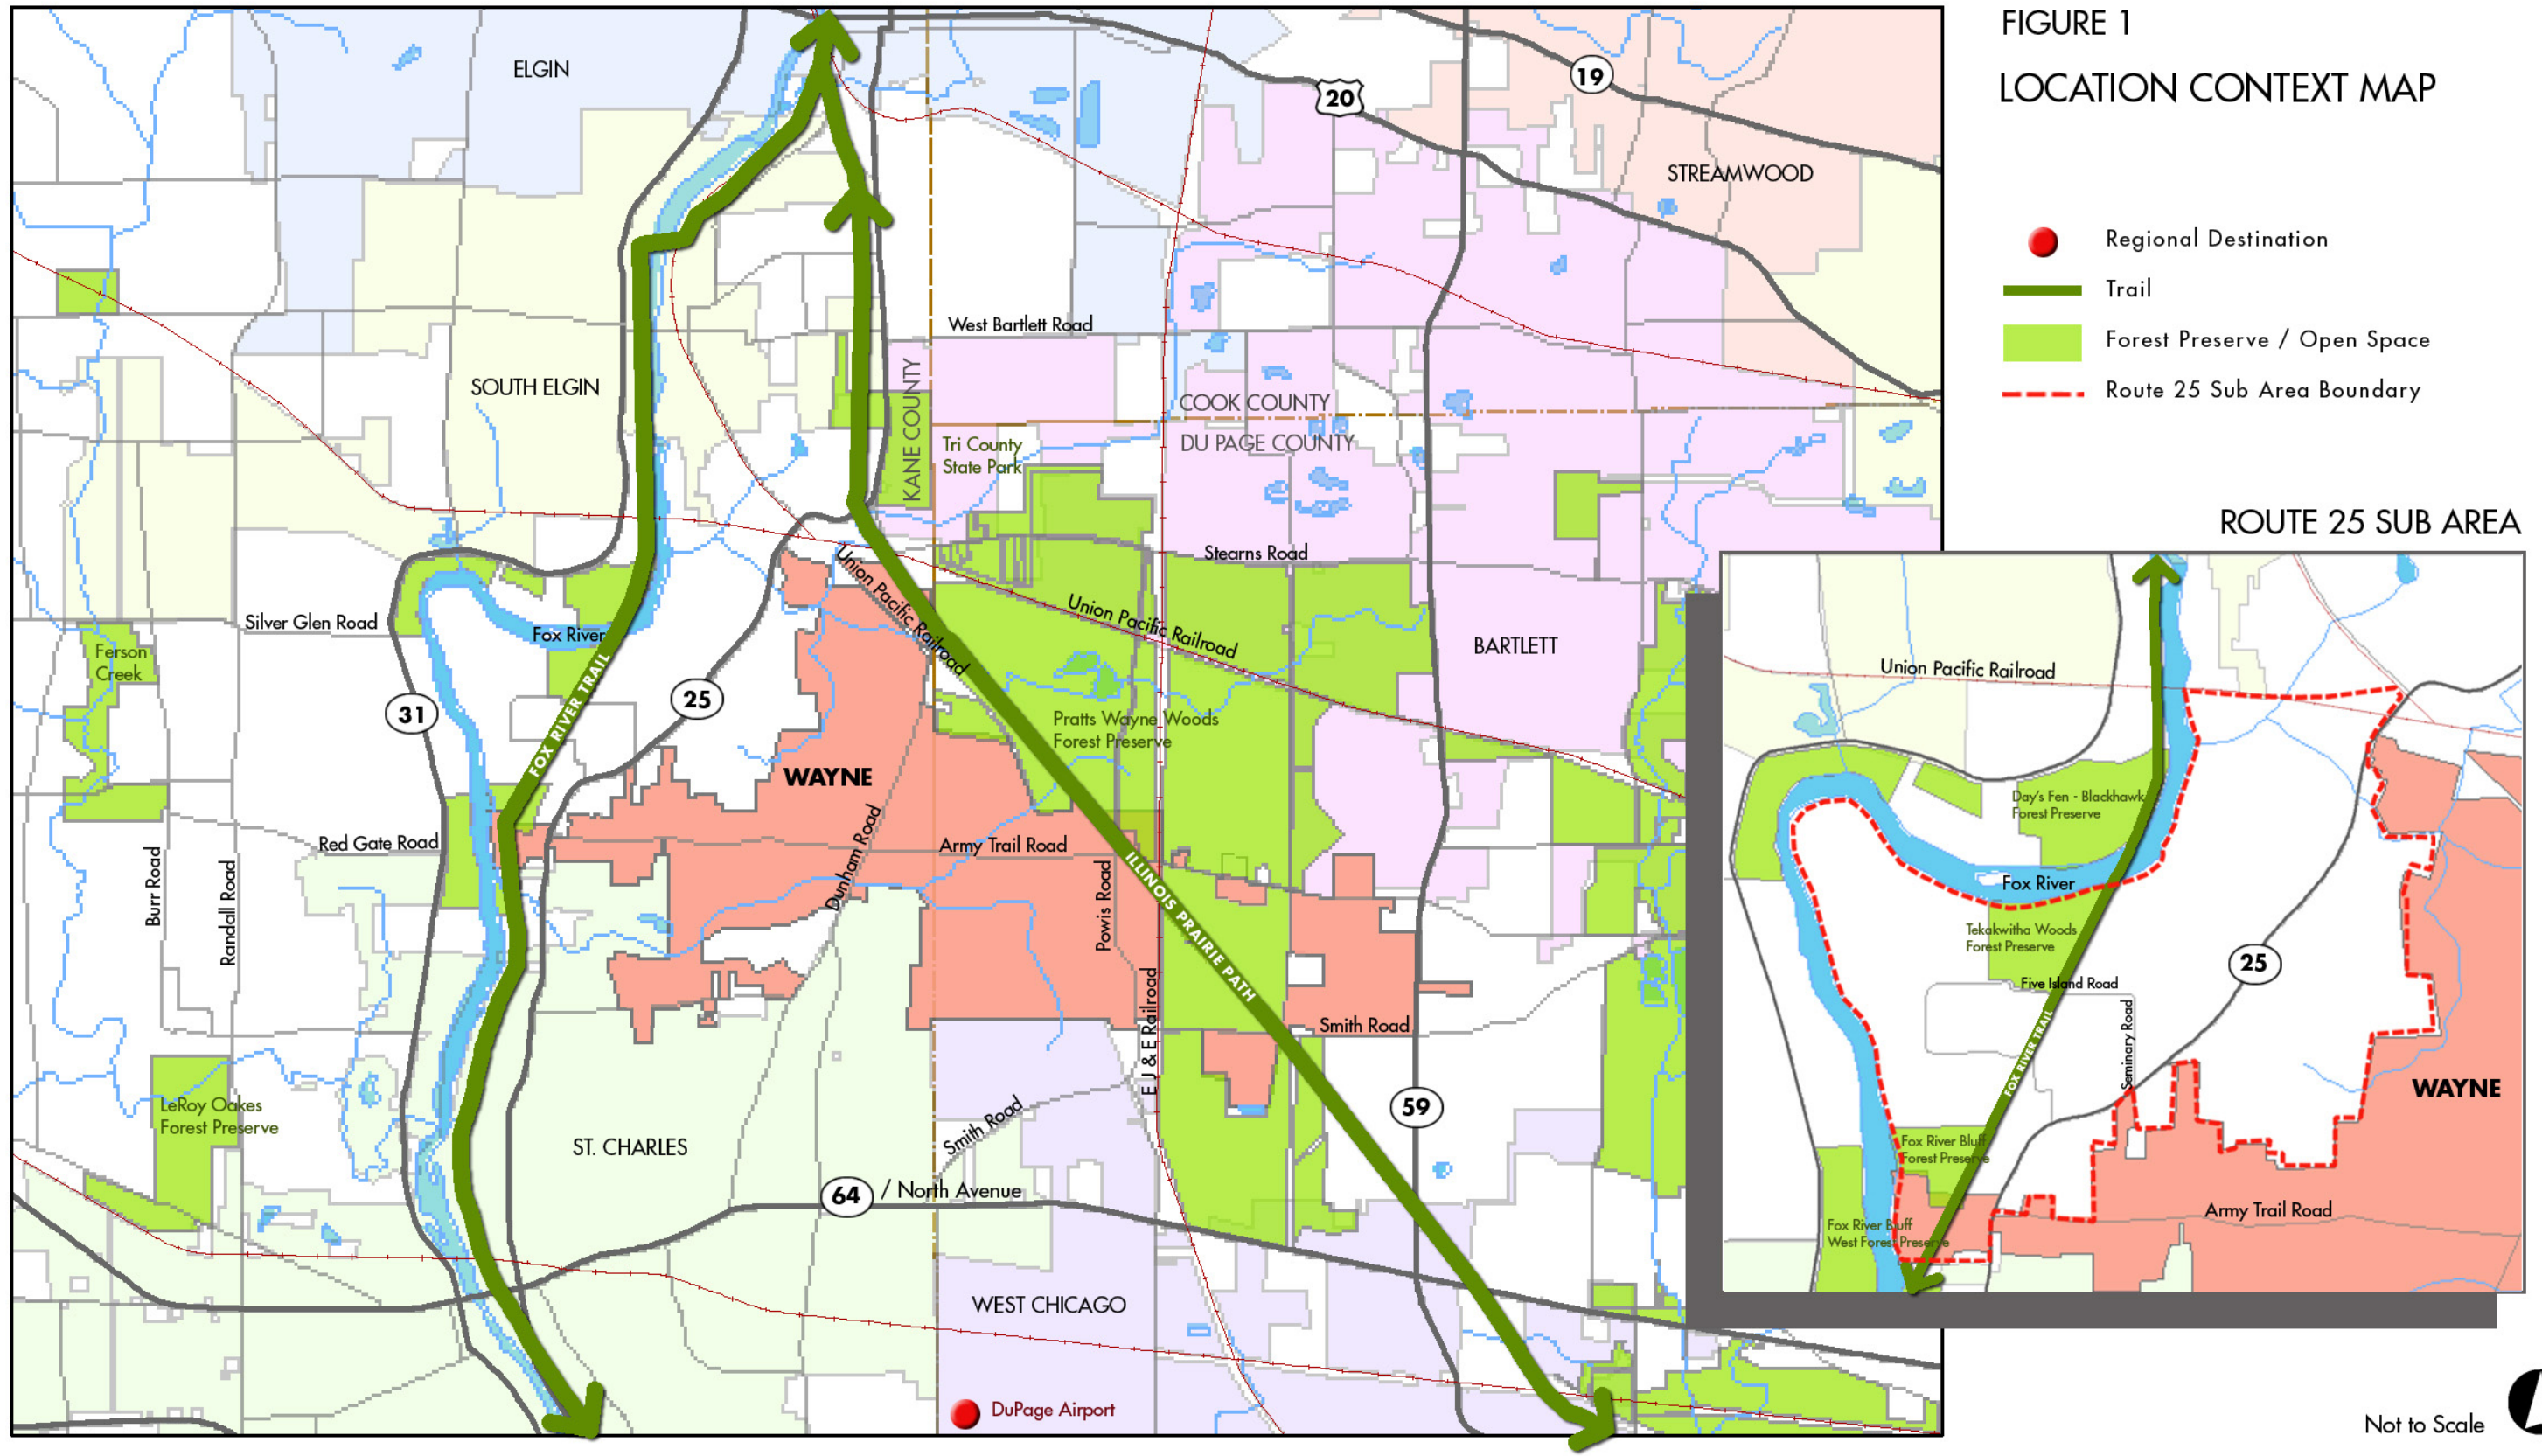 FIGURE 1
LOCATION CONTEXT MAP
Regional Destination
Trail
Forest Preserve / Open Space
Route 25 Sub Area Boundary
ELGIN
20
19
STREAMWOOD
West Bartlett Road
SOUTH ELGIN
KANE COUNTY
COOK COUNTY
DU PAGE COUNTY
Tri County
State Park
Stearns Road
Union Pacific Railroad
Union Pacific Railroad
Silver Glen Road
Fox River
BARTLETT
Ferson
Creek
31
25
FOX RIVER TRAIL
Pratts Wayne Woods
Forest Preserve
WAYNE
Red Gate Road
Army Trail Road
Dunham Road
Burr Road
Randall Road
Powis Road
ILLINOIS PRAIRIE PATH
E J & E Railroad
Smith Road
LeRoy Oakes
Forest Preserve
59
Smith Road
ST. CHARLES
64 / North Avenue
WEST CHICAGO
DuPage Airport
ROUTE 25 SUB AREA
Union Pacific Railroad
Day's Fen - Blackhawk
Forest Preserve
Fox River
Tekakwitha Woods
Forest Preserve
25
Five Island Road
FOX RIVER TRAIL
Seminary Road
WAYNE
Fox River Bluff
Forest Preserve
Army Trail Road
Fox River Bluff
West Forest Preserve
Not to Scale